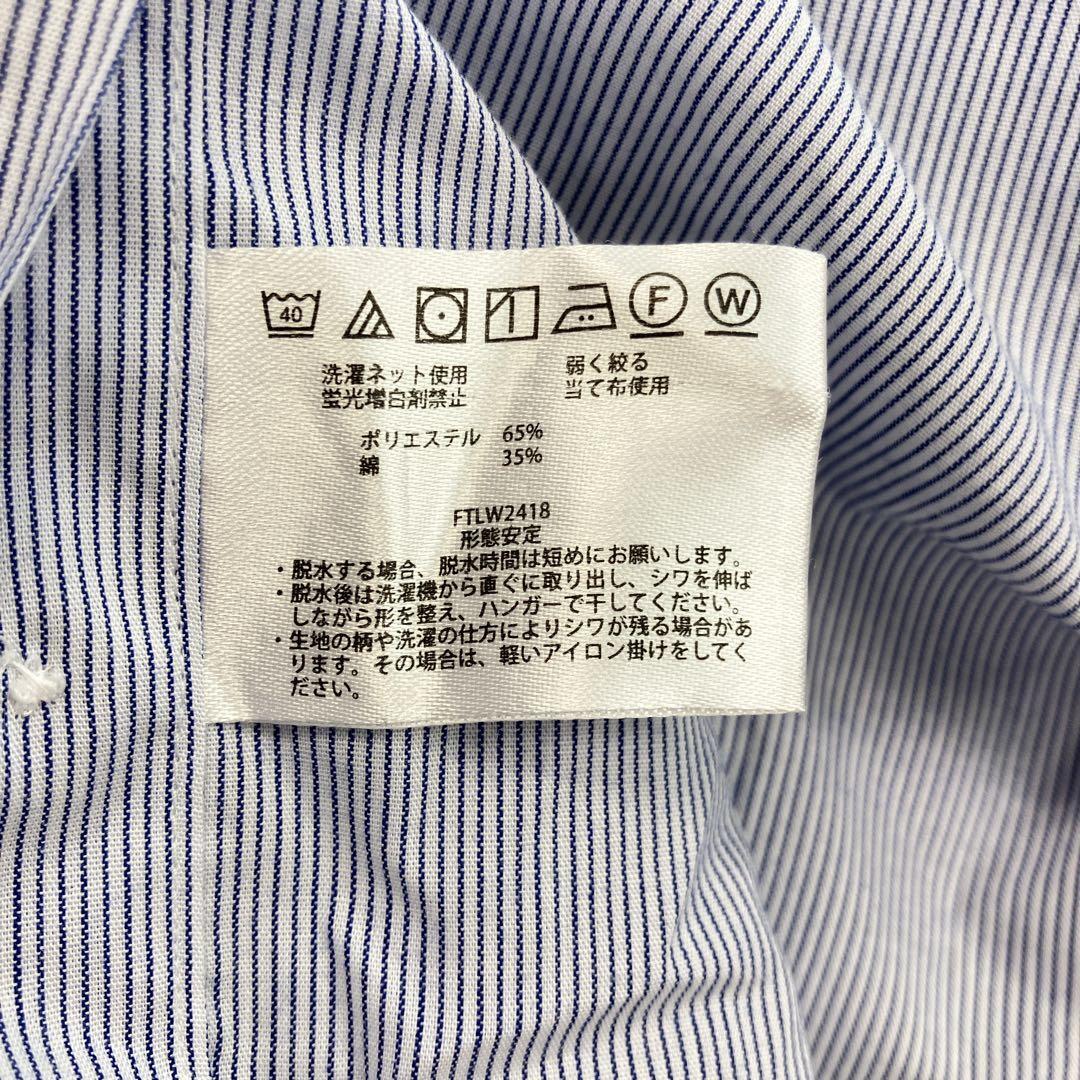 40 F W
洗濯ネット使用 弱く絞る
蛍光増白剤禁止 当て布使用
ポリエステル 65%
綿 35%
FTLW2418
形態安定
・脱水する場合、脱水時間は短めにお願いします。
・脱水後は洗濯機から直ぐに取り出し、シワを伸ば
しながら形を整え、ハンガーで干してください。
・生地の柄や洗濯の仕方によりシワが残る場合があ
ります。その場合は、軽いアイロン掛けをしてく
ださい。